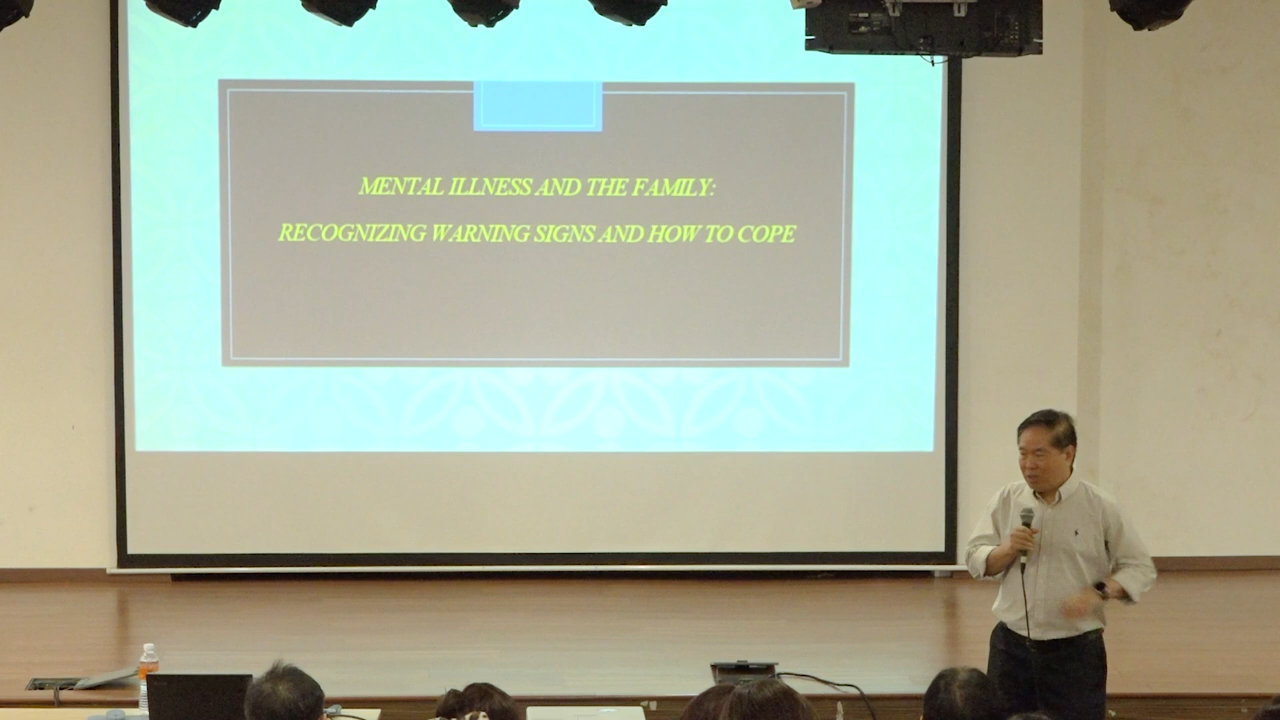 MENTAL ILLNESS AND THE FAMILY:
RECOGNIZING WARNING SIGNS AND HOW TO COPE